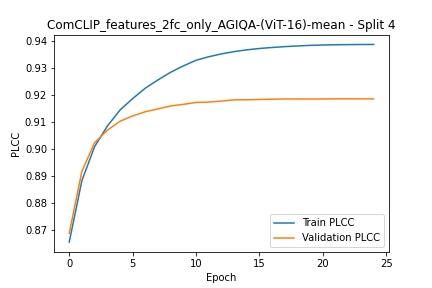 ComCLIP_features_2fc_only_AGIQA-(ViT-16)-mean - Split 4
0.94
0.93
0.92
0.91
0.90
0.89
0.88
0.87
PLCC
Train PLCC
Validation PLCC
0 5 10 15 20 25
Epoch